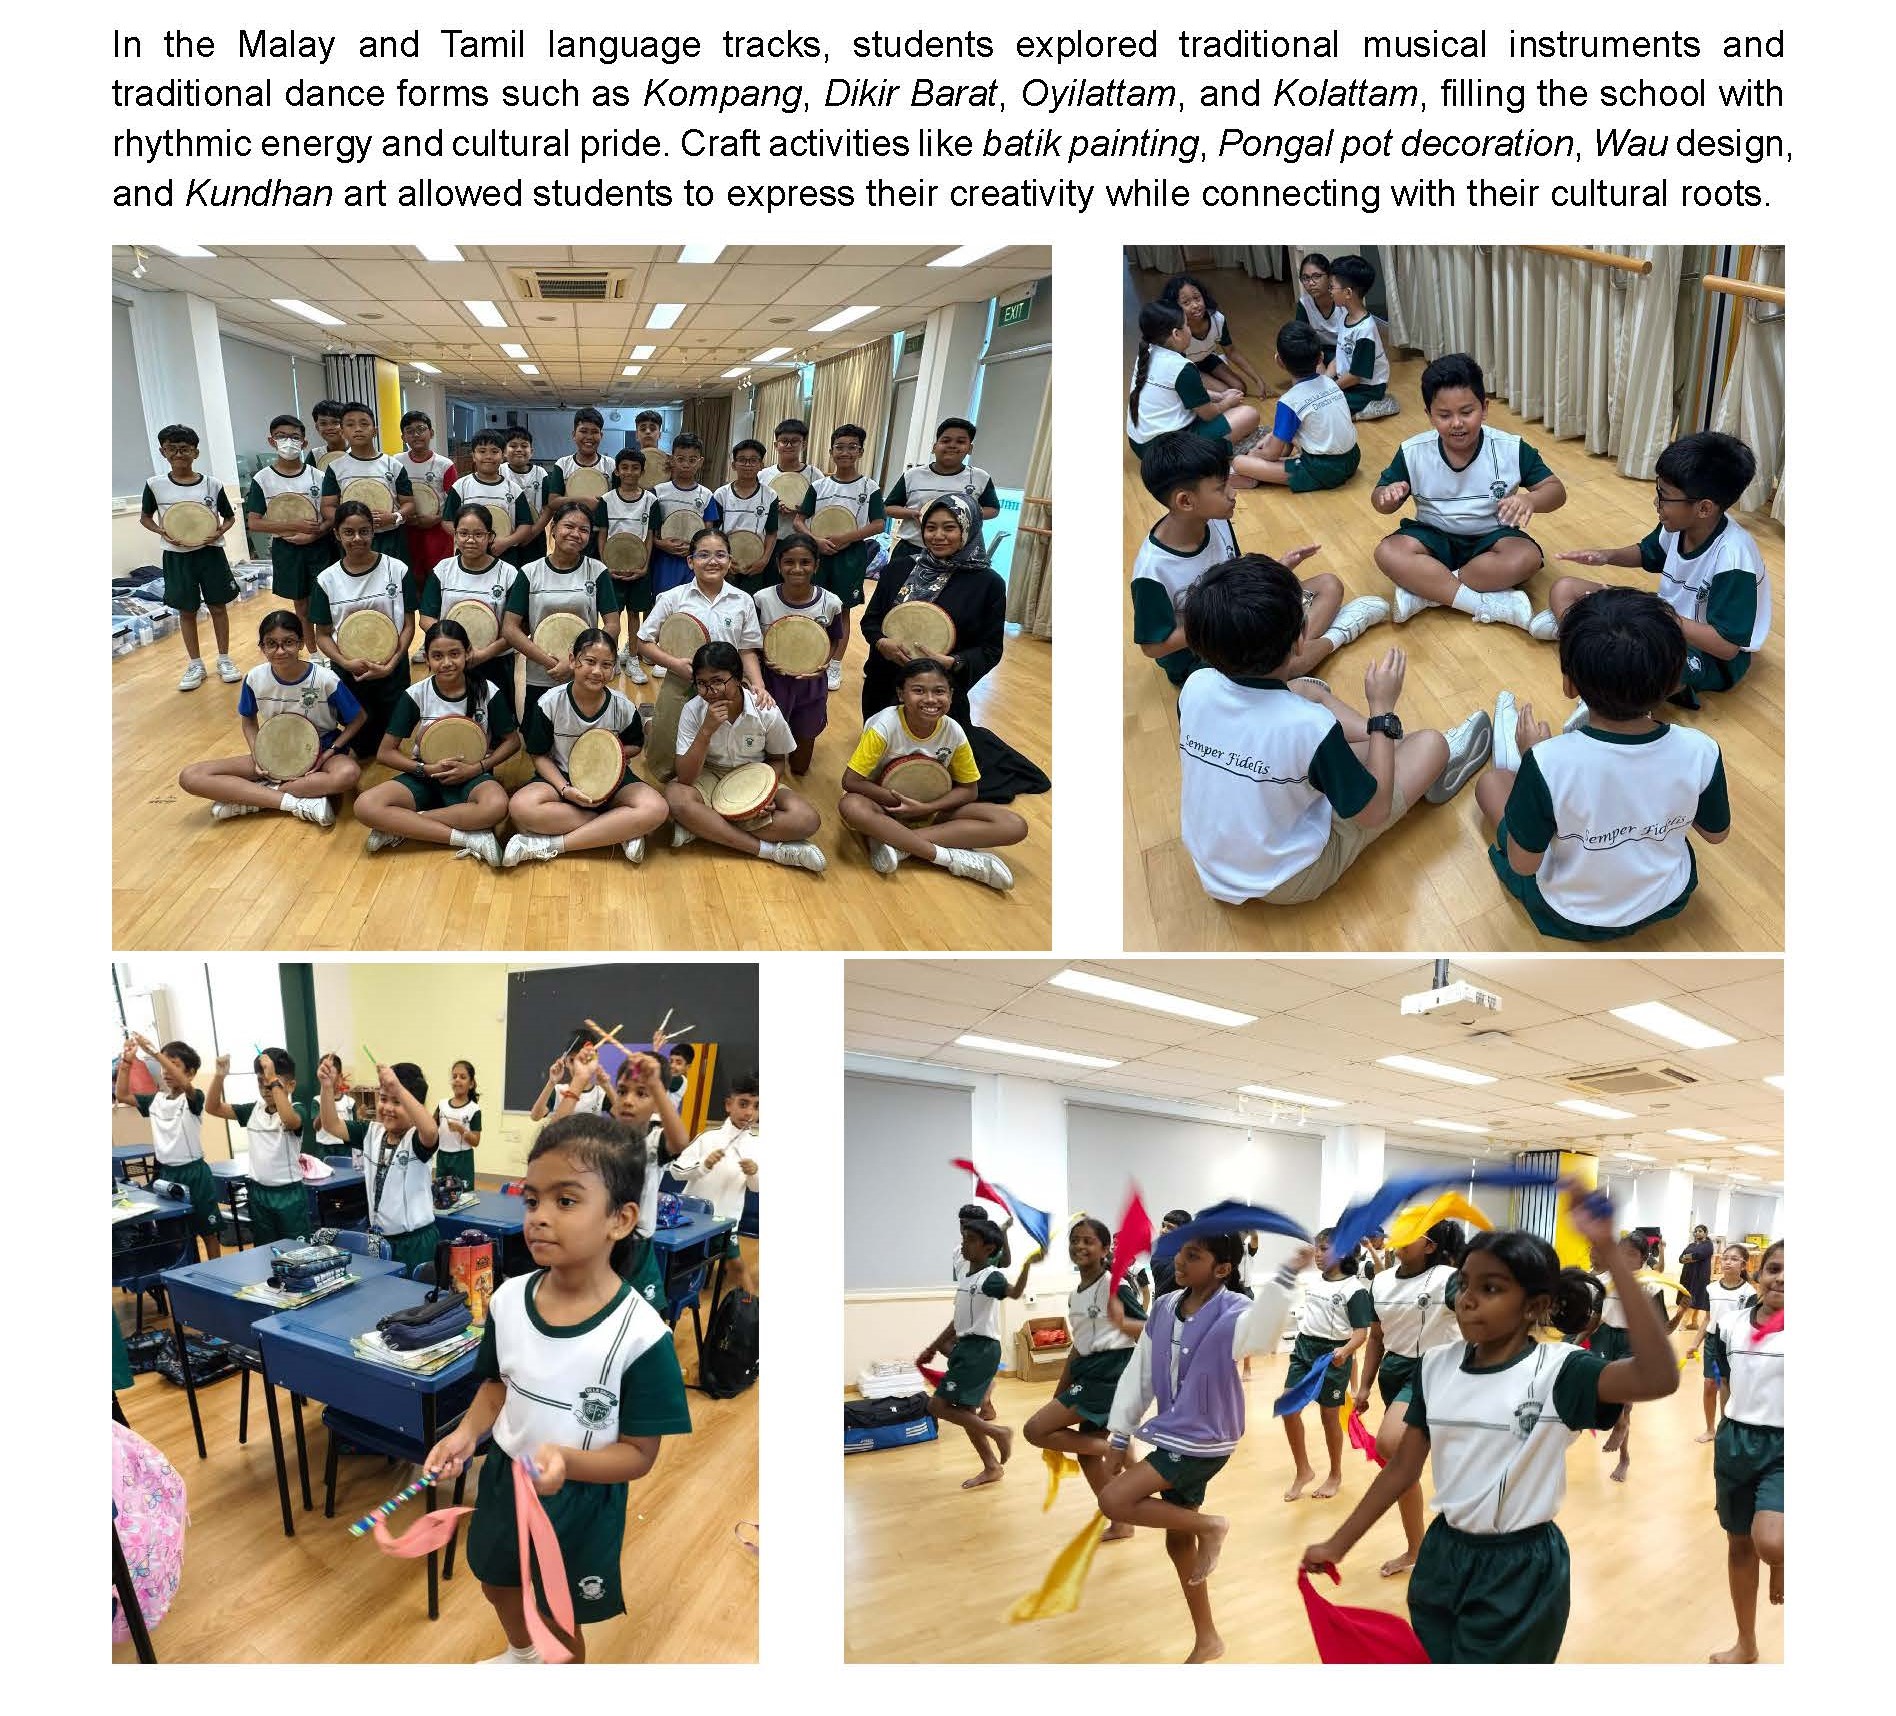 In the Malay and Tamil language tracks, students explored traditional musical instruments and
traditional dance forms such as Kompang, Dikir Barat, Oyilattam, and Kolattam, filling the school with
rhythmic energy and cultural pride. Craft activities like batik painting, Pongal pot decoration, Wau design,
and Kundhan art allowed students to express their creativity while connecting with their cultural roots.
EXIT
Semper Fidelis
Semper Fidelis